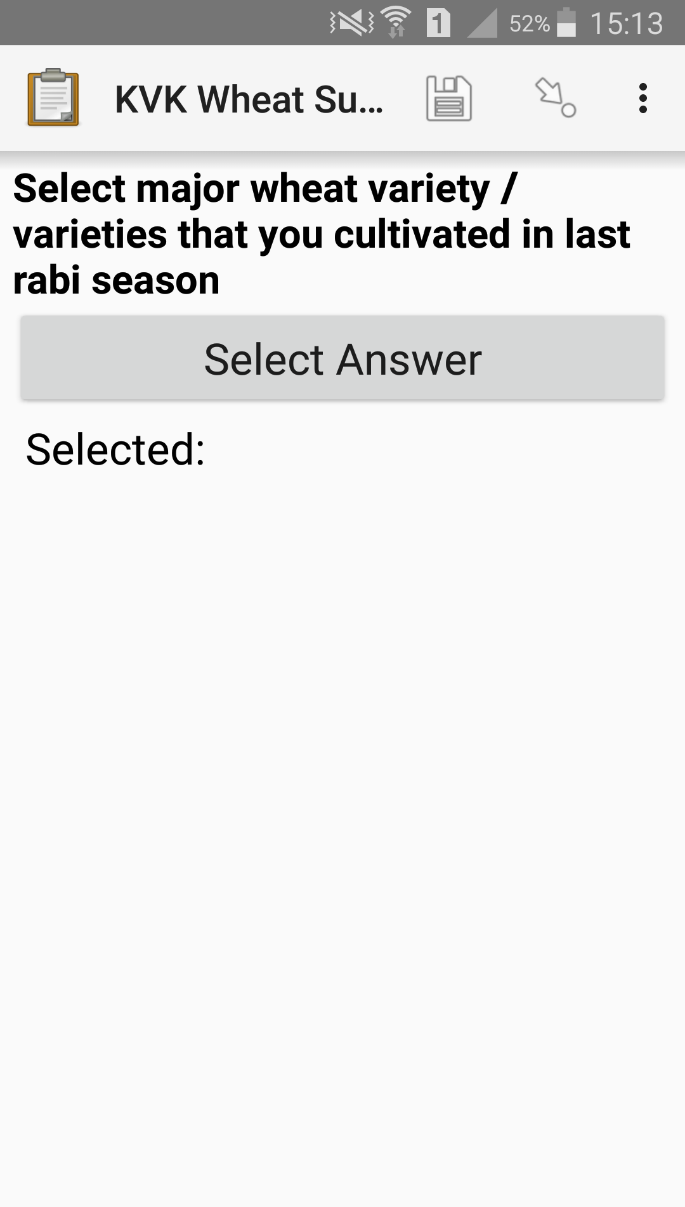 1 52% 15:13
KVK Wheat Su...
Select major wheat variety /
varieties that you cultivated in last
rabi season
Select Answer
Selected: